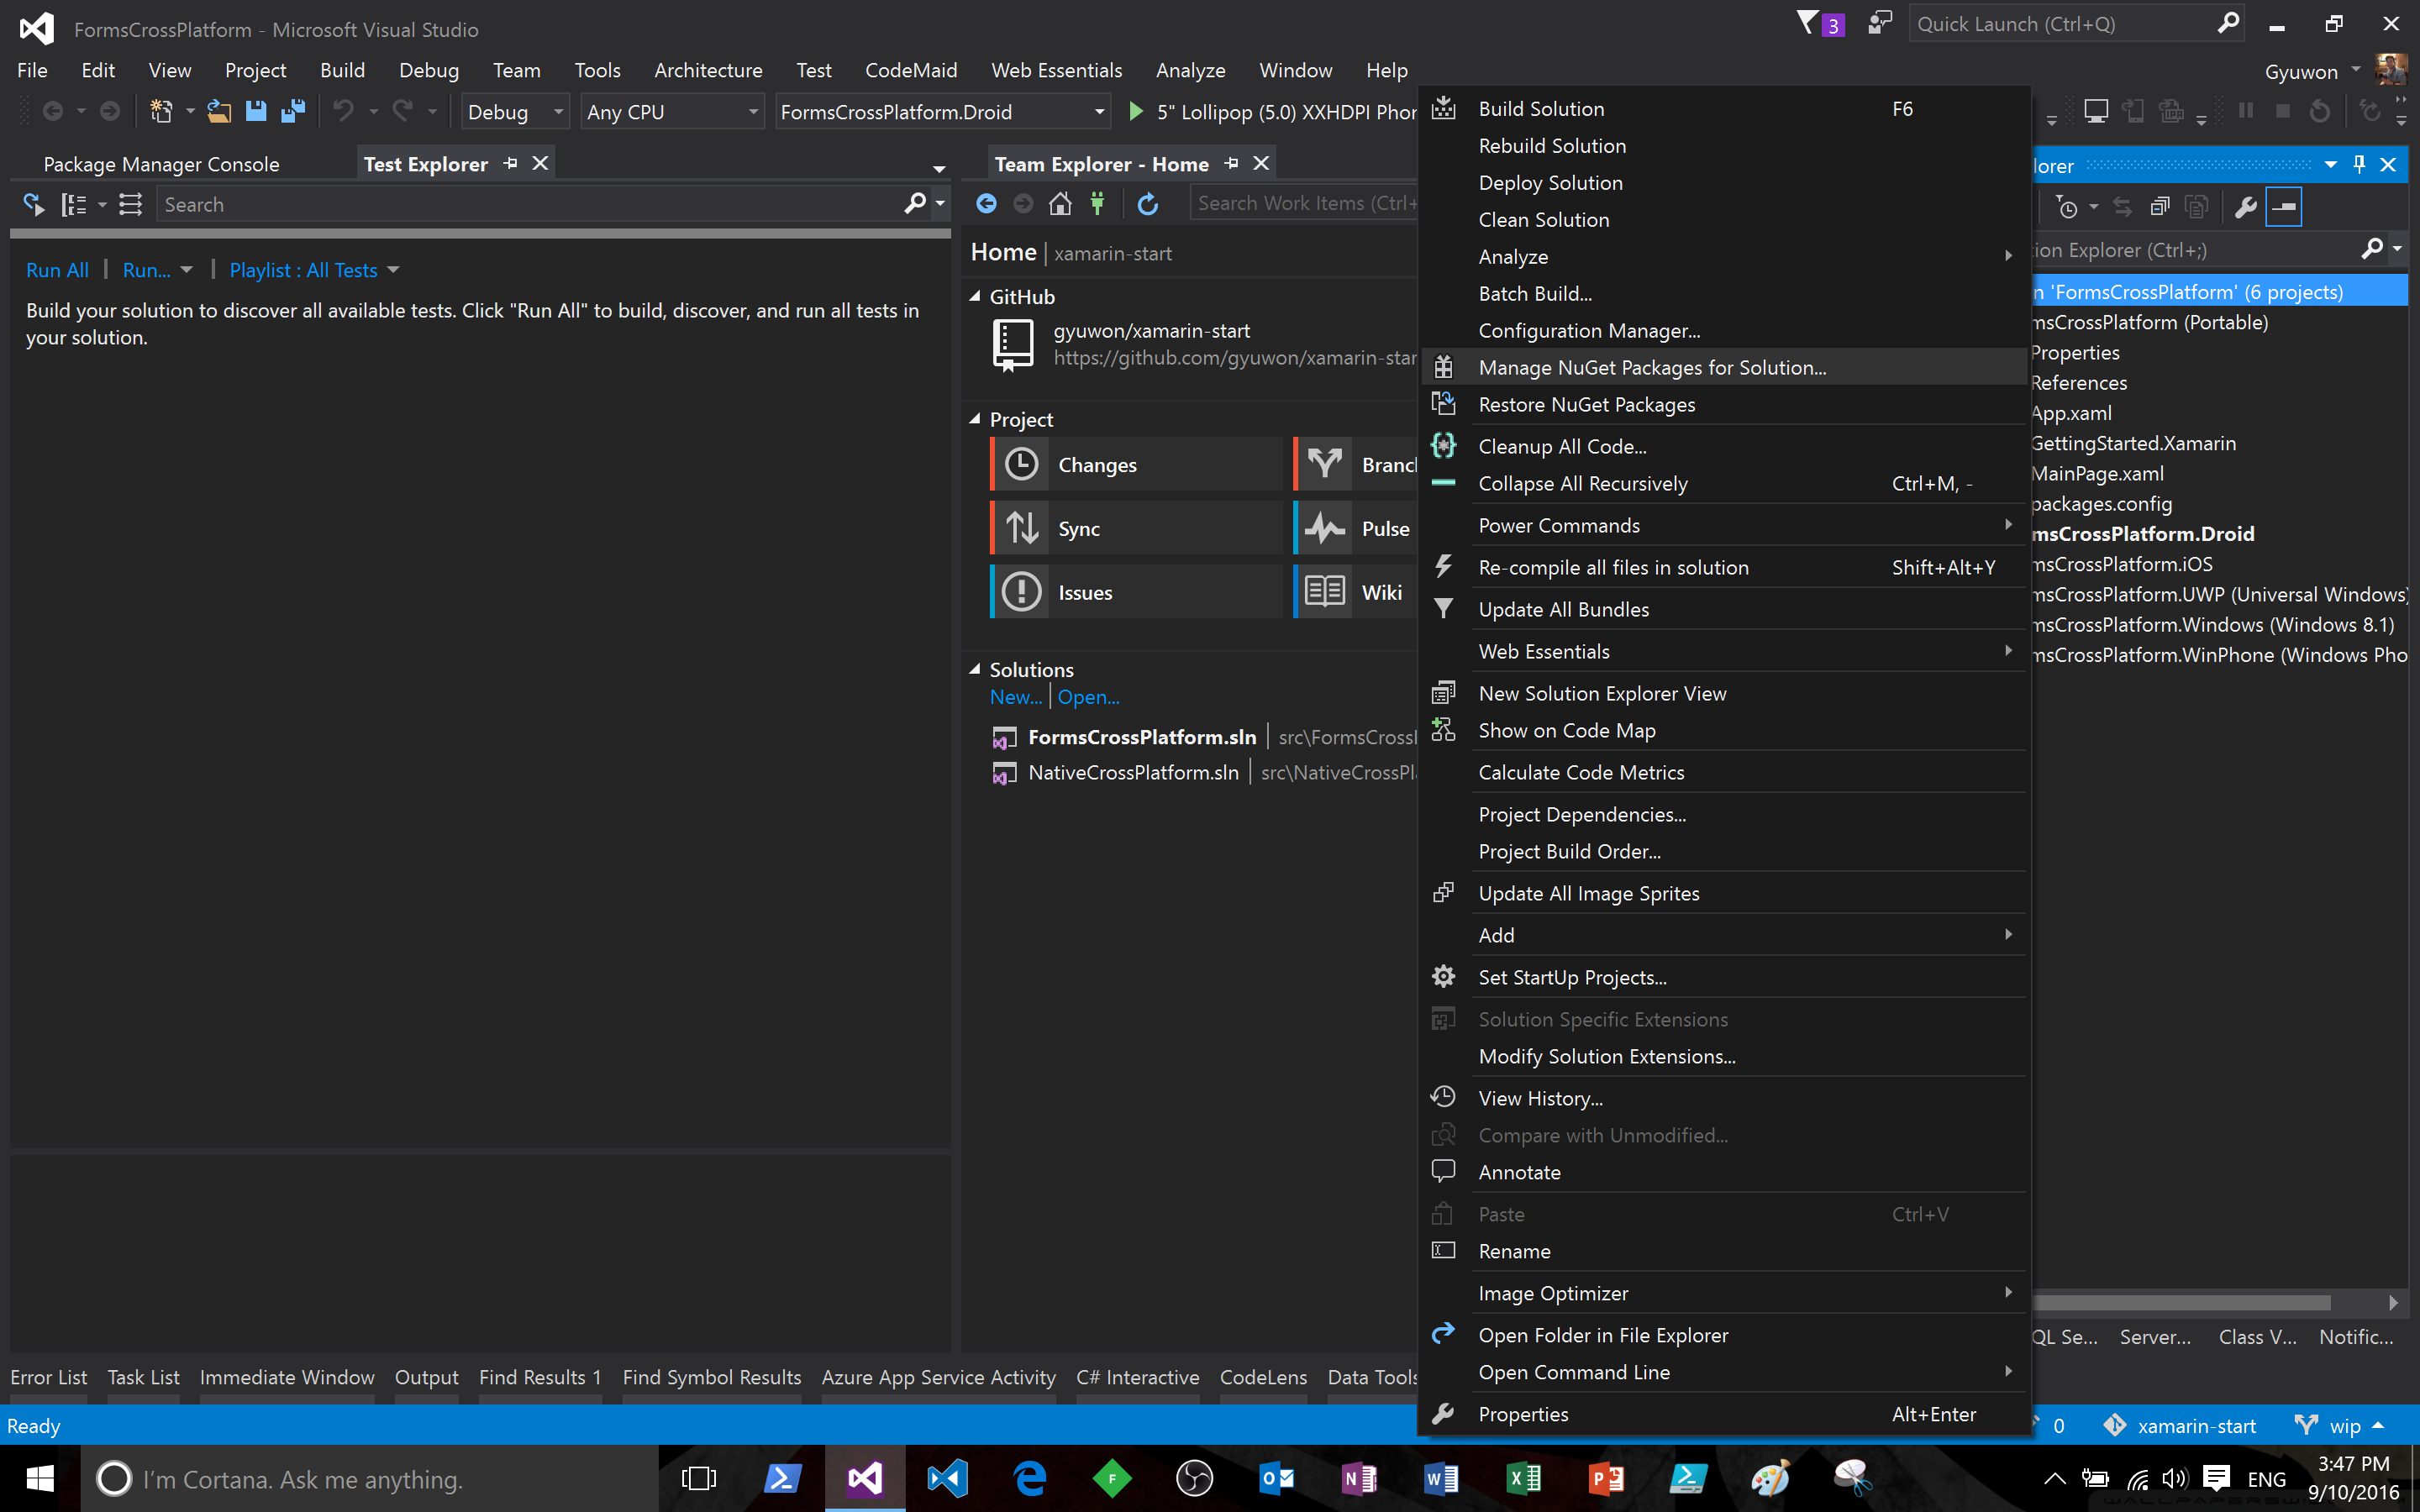 FormsCrossPlatform - Microsoft Visual Studio
3
Quick Launch (Ctrl+Q)
File Edit View Project Build Debug Team Tools Architecture Test CodeMaid Web Essentials Analyze Window Help
Gyuwon
Debug Any CPU FormsCrossPlatform.Droid 5" Lollipop (5.0) XXHDPI Phor
Package Manager Console Test Explorer
Search
Run All Run... Playlist : All Tests
Build your solution to discover all available tests. Click "Run All" to build, discover, and run all tests in
your solution.
Team Explorer - Home
Search Work Items (Ctrl+
Home xamarin-start
GitHub
gyuwon/xamarin-start
https://github.com/gyuwon/xamarin-star
Project
Changes Branc
Sync Pulse
Issues Wiki
Solutions
New... Open...
FormsCrossPlatform.sln src\FormsCross
NativeCrossPlatform.sln src\NativeCrossPl
Build Solution F6
Rebuild Solution
Deploy Solution
Clean Solution
Analyze
Batch Build...
Configuration Manager...
Manage NuGet Packages for Solution...
Restore NuGet Packages
Cleanup All Code...
Collapse All Recursively Ctrl+M, -
Power Commands
Re-compile all files in solution Shift+Alt+Y
Update All Bundles
Web Essentials
New Solution Explorer View
Show on Code Map
Calculate Code Metrics
Project Dependencies...
Project Build Order...
Update All Image Sprites
Add
Set StartUp Projects...
Solution Specific Extensions
Modify Solution Extensions...
View History...
Compare with Unmodified...
Annotate
Paste Ctrl+V
Rename
Image Optimizer
Open Folder in File Explorer
Open Command Line
Properties Alt+Enter
lorer
ion Explorer (Ctrl+;)
n 'FormsCrossPlatform' (6 projects)
msCrossPlatform (Portable)
Properties
References
App.xaml
GettingStarted.Xamarin
MainPage.xaml
packages.config
msCrossPlatform.Droid
msCrossPlatform.iOS
msCrossPlatform.UWP (Universal Windows)
msCrossPlatform.Windows (Windows 8.1)
msCrossPlatform.WinPhone (Windows Pho
QL Se... Server... Class V... Notific...
Error List Task List Immediate Window Output Find Results 1 Find Symbol Results Azure App Service Activity C# Interactive CodeLens Data Tools
Ready
0 xamarin-start wip
I'm Cortana. Ask me anything.
ENG
3:47 PM
9/10/2016